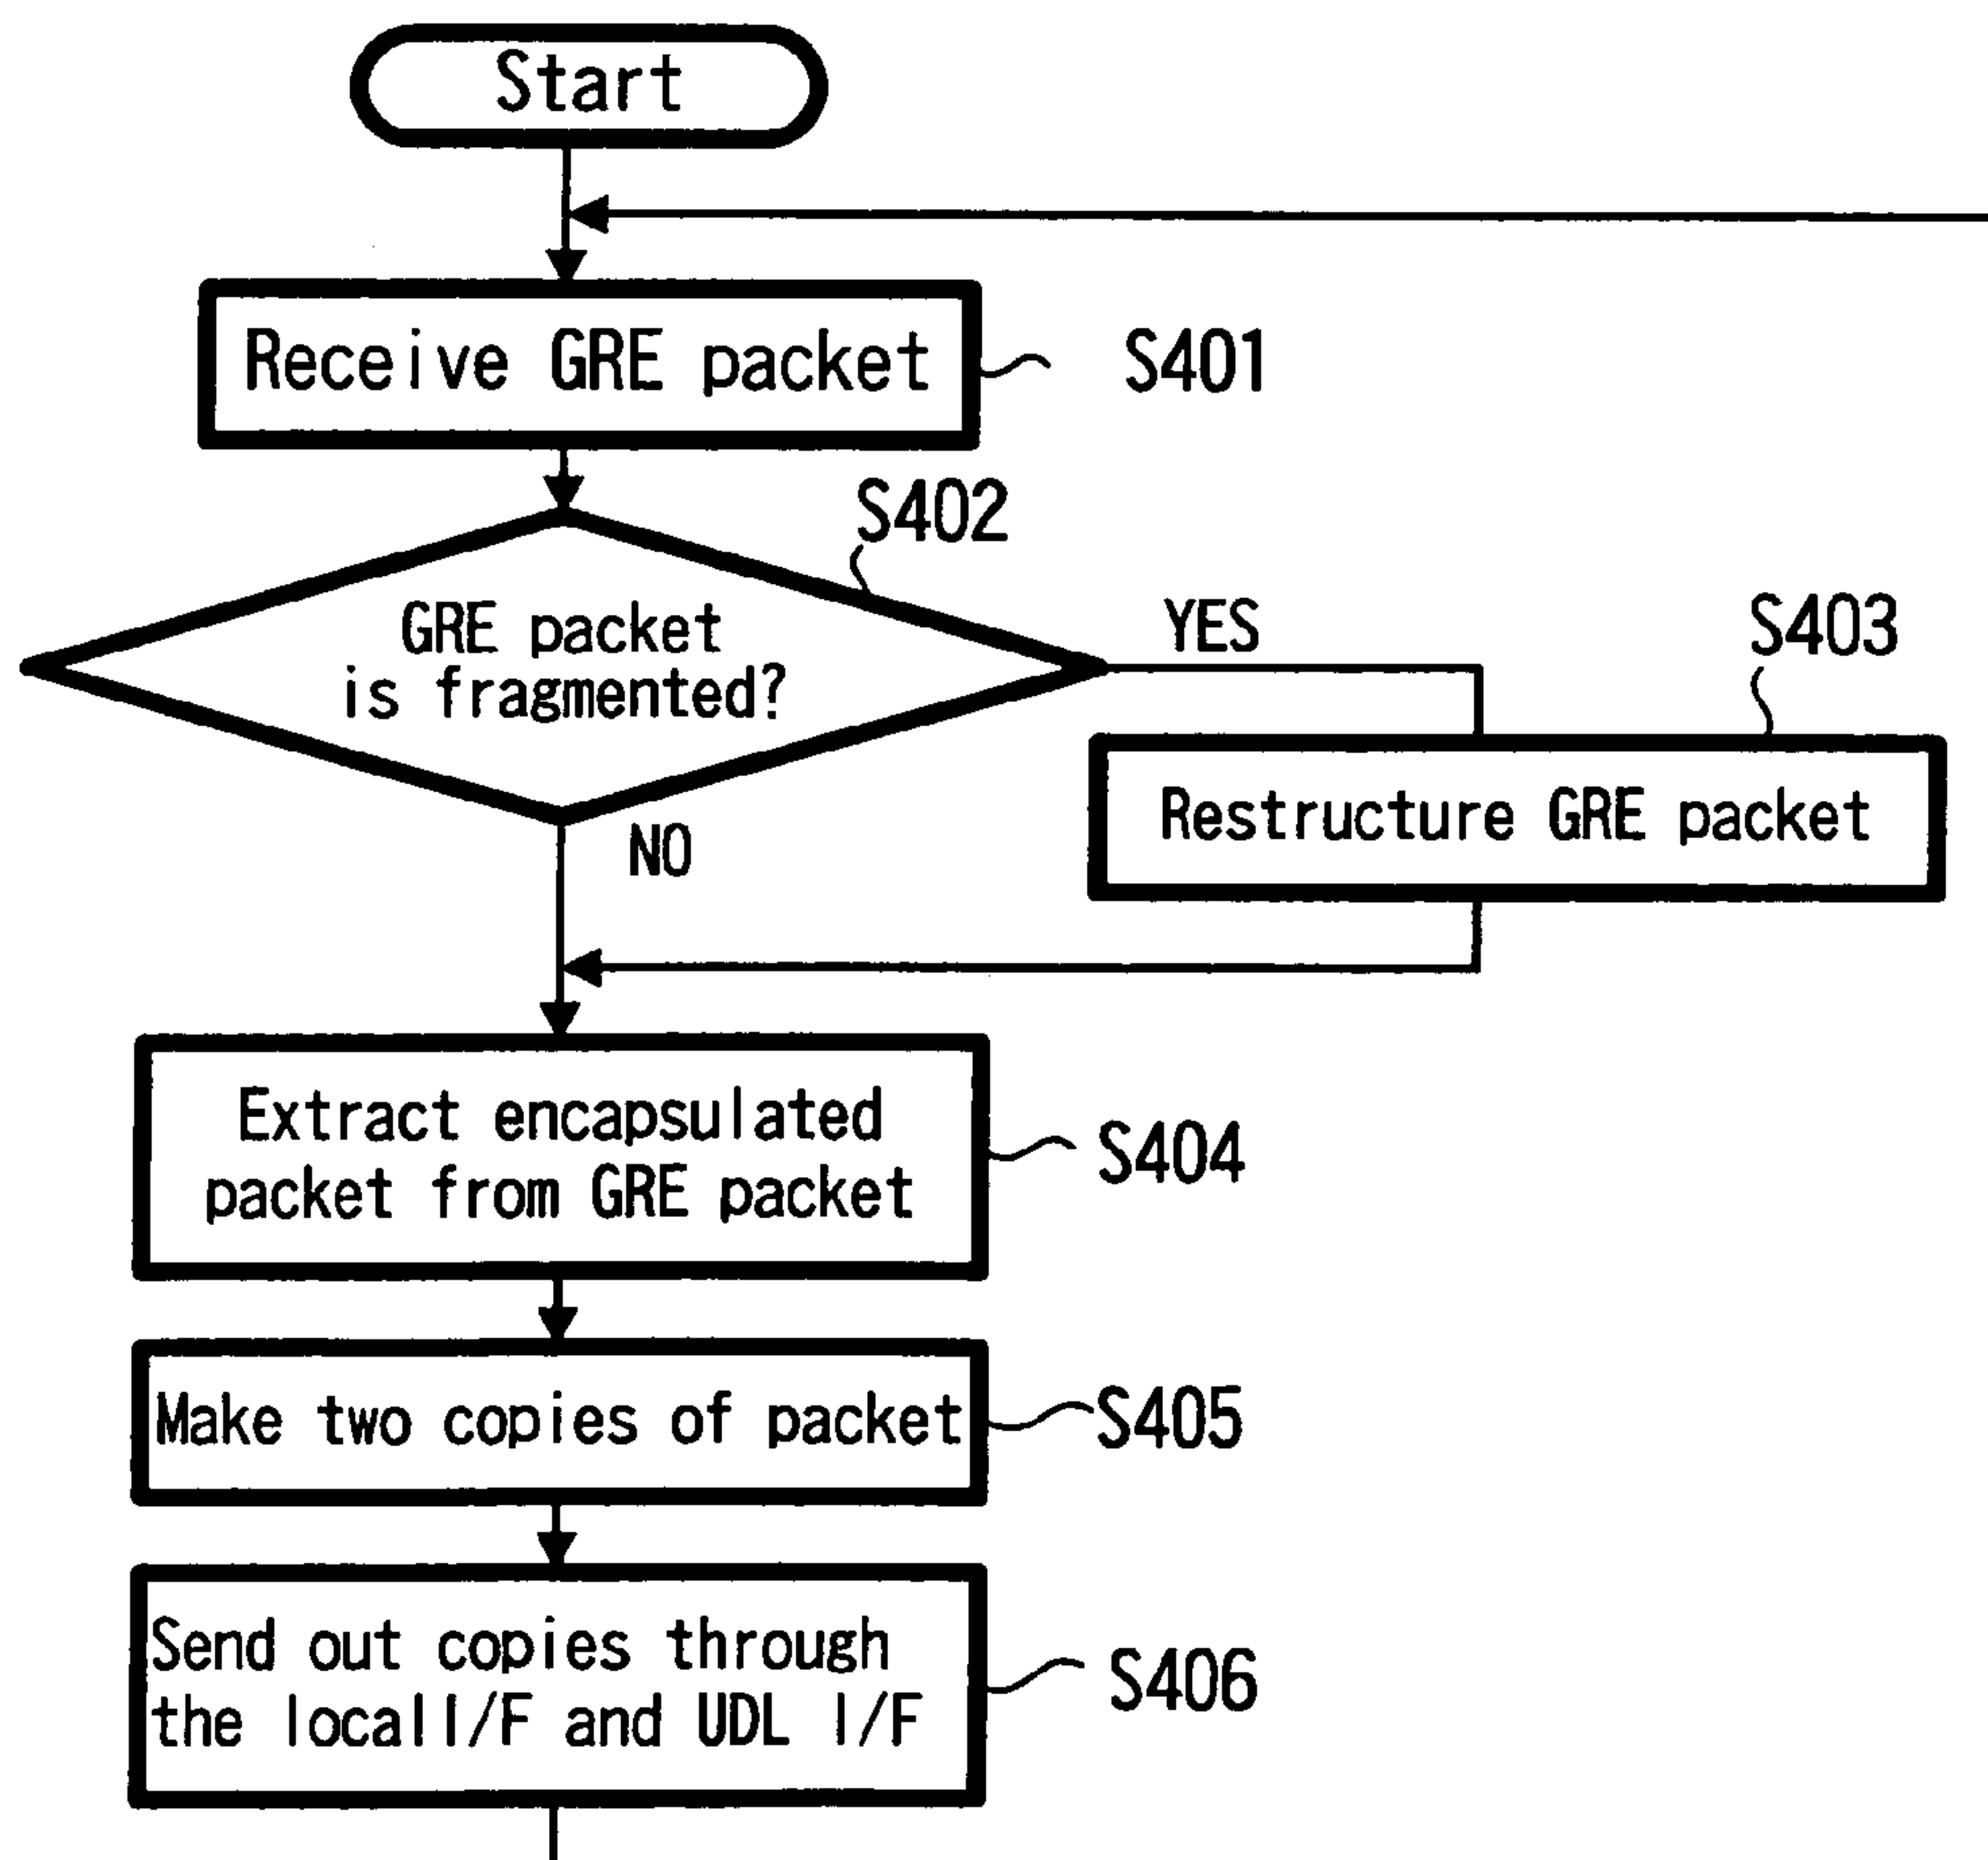 Start
Receive GRE packet
S401
S402
GRE packet
is fragmented?
YES
S403
Restructure GRE packet
NO
Extract encapsulated
packet from GRE packet
S404
Make two copies of packet
S405
Send out copies through
the localI/F and UDL I/F
S406